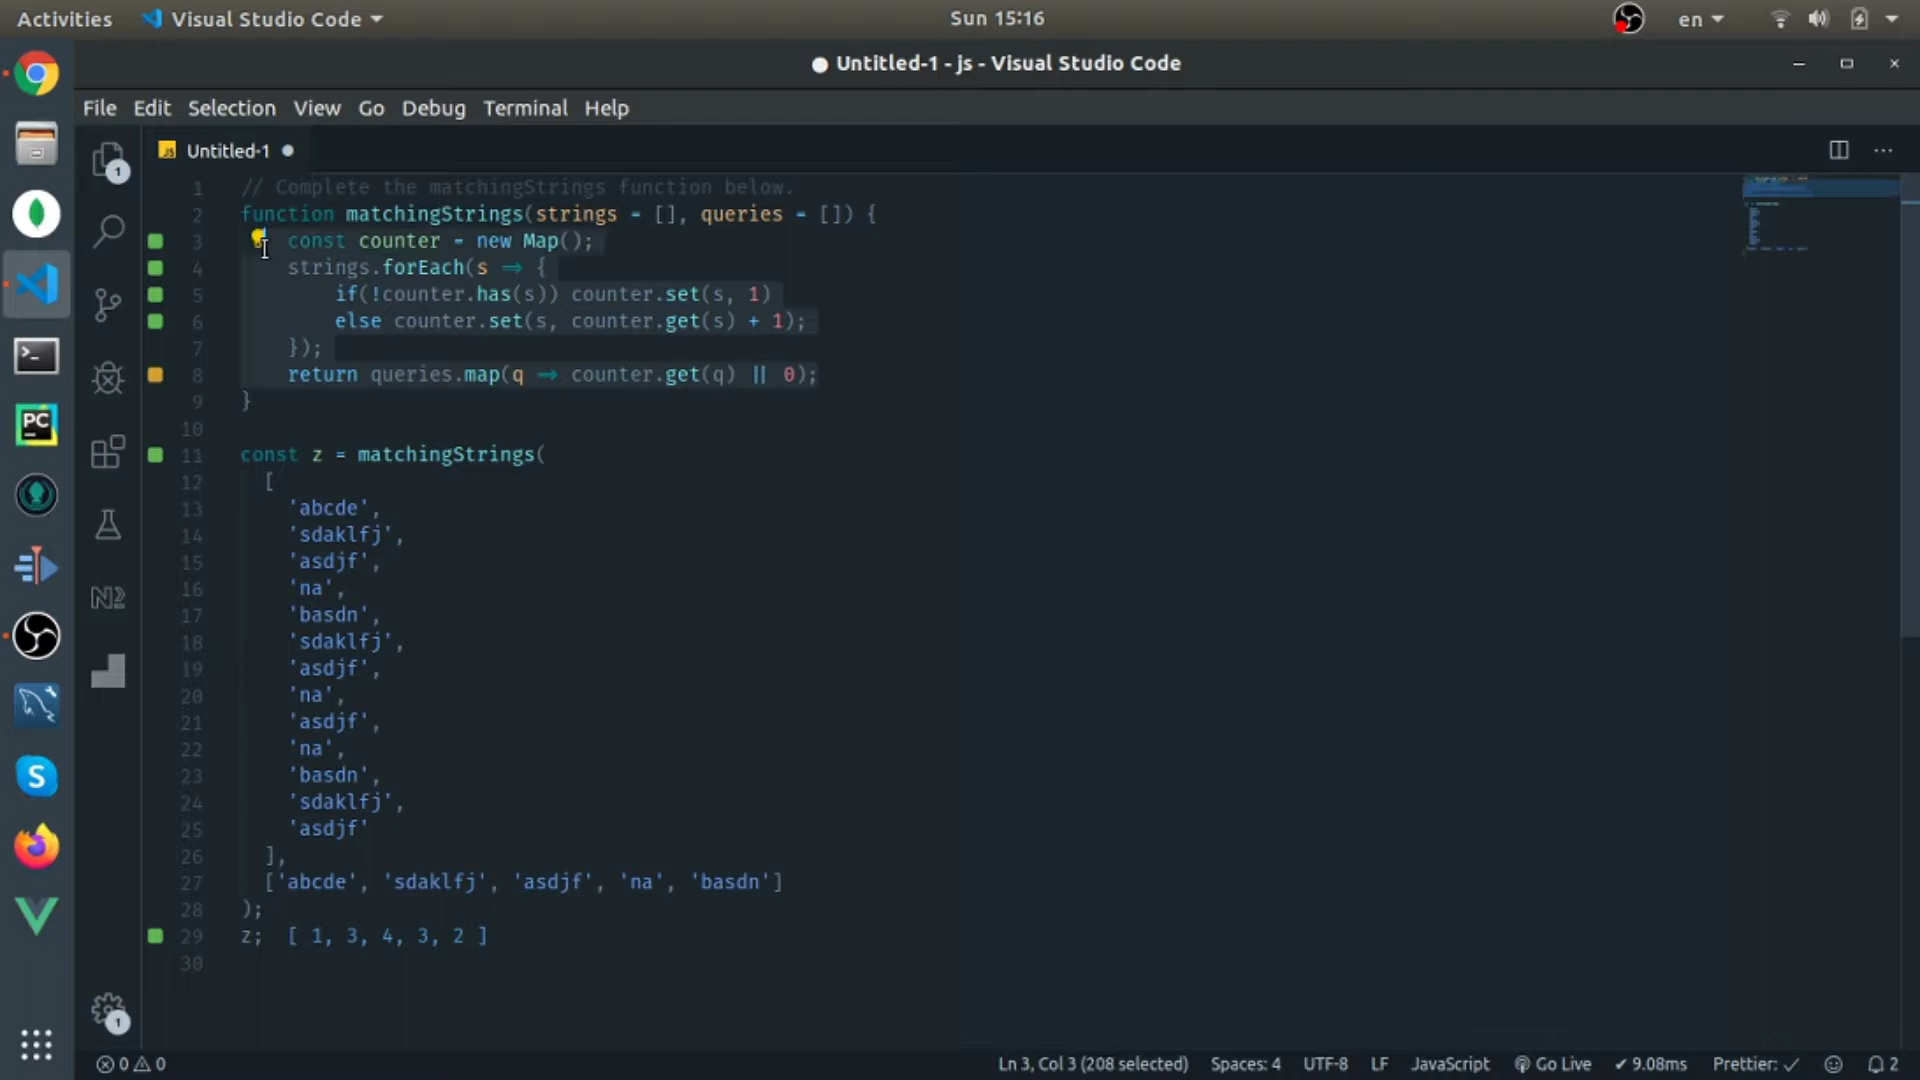 Activities Visual Studio Code Sun 15:16 en
Untitled-1 - js - Visual Studio Code
File Edit Selection View Go Debug Terminal Help
1 JS Untitled-1 ···
1 // Complete the matchingStrings function below.
2 function matchingStrings(strings = [], queries = []) {
3 const counter = new Map();
4 strings.forEach(s => {
5 if(!counter.has(s)) counter.set(s, 1)
6 else counter.set(s, counter.get(s) + 1);
7 });
8 return queries.map(q => counter.get(q) || 0);
9 }
10
11 const z = matchingStrings(
12 [
13 'abcde',
14 'sdaklfj',
15 'asdjf',
16 'na',
17 'basdn',
18 'sdaklfj',
19 'asdjf',
20 'na',
21 'asdjf',
22 'na',
23 'basdn',
24 'sdaklfj',
25 'asdjf'
26 ],
27 ['abcde', 'sdaklfj', 'asdjf', 'na', 'basdn']
28 );
29 z; [ 1, 3, 4, 3, 2 ]
30
PC
S
1
0 0 Ln 3, Col 3 (208 selected) Spaces: 4 UTF-8 LF JavaScript Go Live ✓ 9.08ms Prettier: ✓ 2